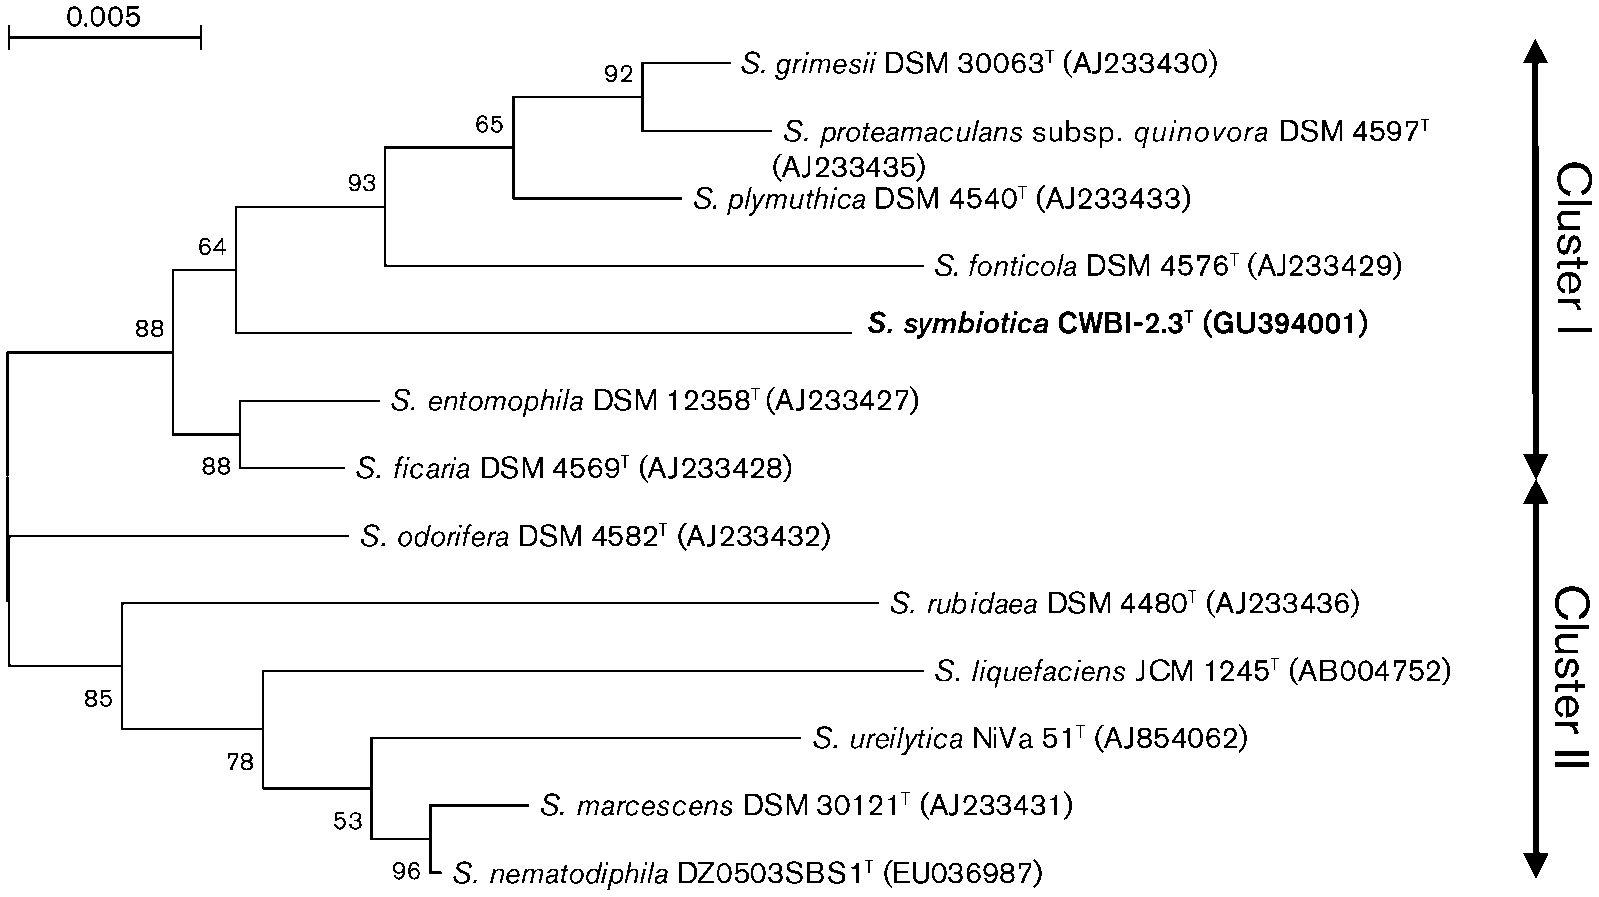 0.005
92
S. grimesii DSM 30063ᵀ (AJ233430)
65
S. proteamaculans subsp. quinovora DSM 4597ᵀ
(AJ233435)
93
S. plymuthica DSM 4540ᵀ (AJ233433)
64
S. fonticola DSM 4576ᵀ (AJ233429)
88
S. symbiotica CWBI-2.3ᵀ (GU394001)
S. entomophila DSM 12358ᵀ (AJ233427)
88
S. ficaria DSM 4569ᵀ (AJ233428)
Cluster I
S. odorifera DSM 4582ᵀ (AJ233432)
S. rubidaea DSM 4480ᵀ (AJ233436)
85
S. liquefaciens JCM 1245ᵀ (AB004752)
78
S. ureilytica NiVa 51ᵀ (AJ854062)
53
S. marcescens DSM 30121ᵀ (AJ233431)
96
S. nematodiphila DZ0503SBS1ᵀ (EU036987)
Cluster II